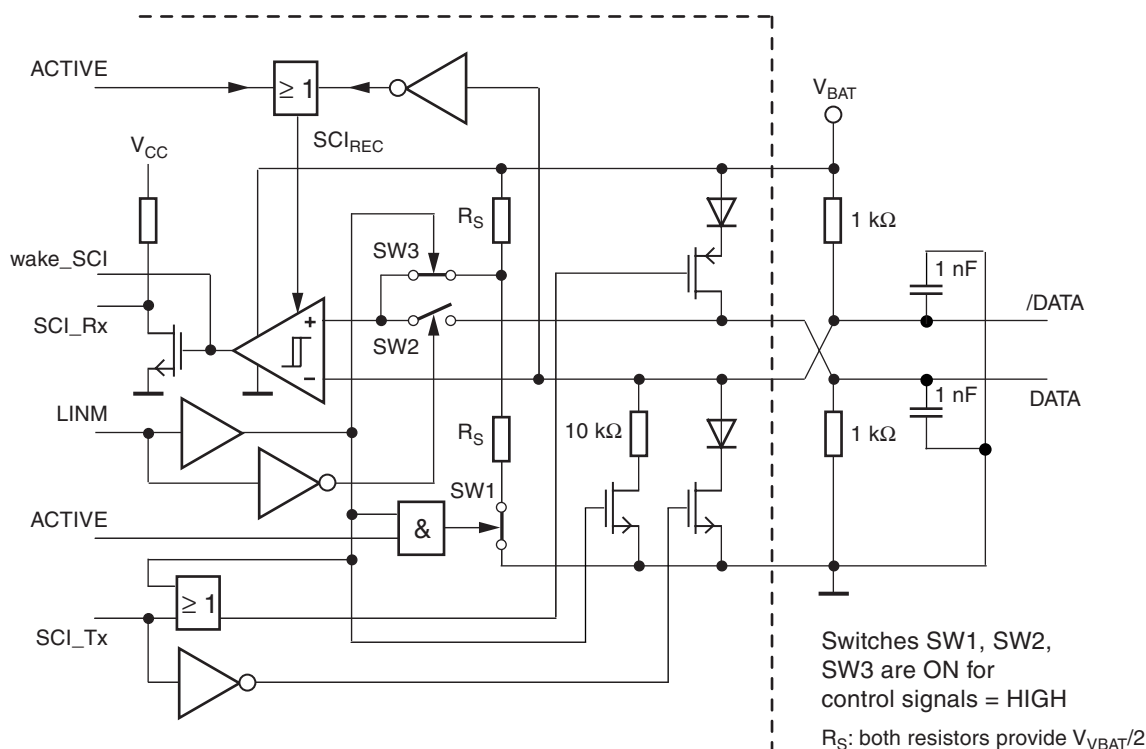 ACTIVE
≥ 1
V_BAT
V_CC
SCI_REC
R_S
1 kΩ
SW3
wake_SCI
1 nF
/DATA
SCI_Rx
+
SW2
−
1 nF
DATA
LINM
R_S
10 kΩ
1 kΩ
SW1
ACTIVE
&
≥ 1
SCI_Tx
Switches SW1, SW2,
SW3 are ON for
control signals = HIGH
R_S: both resistors provide V_VBAT/2